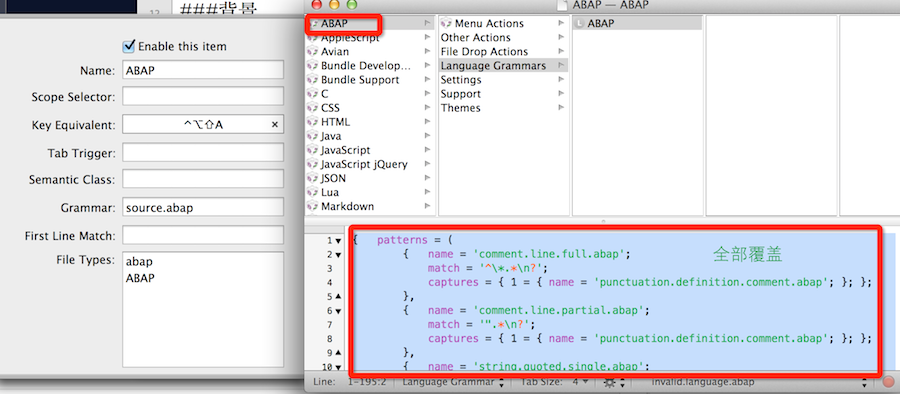 12
###背景
Enable this item
Name: ABAP
Scope Selector:
Key Equivalent: ^⌥⇧A ×
Tab Trigger:
Semantic Class:
Grammar: source.abap
First Line Match:
File Types: abap
ABAP
ABAP — ABAP
ABAP
AppleScript
Avian
Bundle Develop...
Bundle Support
C
CSS
HTML
Java
JavaScript
JavaScript jQuery
JSON
Lua
Markdown
Menu Actions
Other Actions
File Drop Actions
Language Grammars
Settings
Support
Themes
ABAP
1 { patterns = (
2 { name = 'comment.line.full.abap';
3 match = '^\*.*\n?';
4 captures = { 1 = { name = 'punctuation.definition.comment.abap'; }; };
5 },
6 { name = 'comment.line.partial.abap';
7 match = '".*\n?';
8 captures = { 1 = { name = 'punctuation.definition.comment.abap'; }; };
9 },
10 { name = 'string.quoted.single.abap';
全部覆盖
Line: 1-195:2 Language Grammar Tab Size: 4 invalid.language.abap